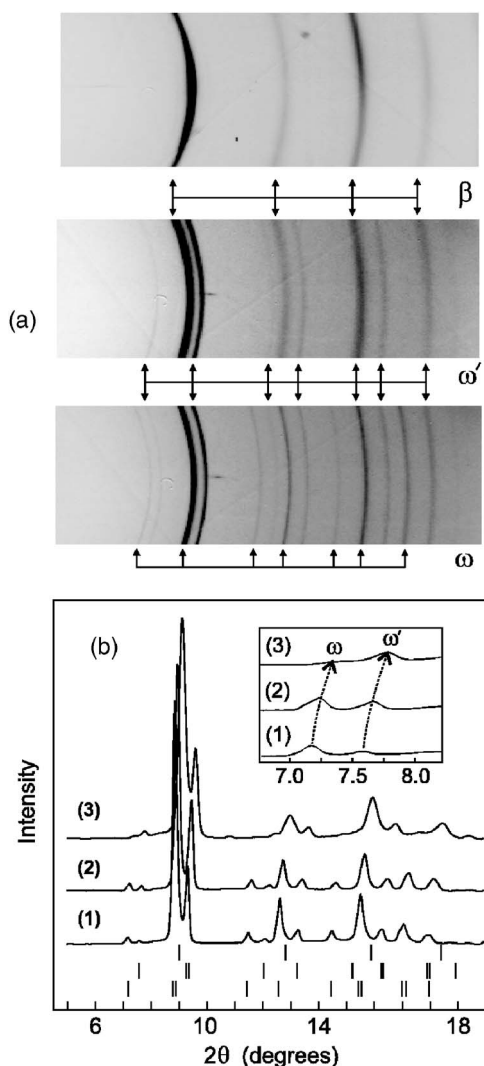 β
(a)
ω′
ω
(b)
(3)
(2)
(1)
ω
ω′
7.0 7.5 8.0
Intensity
(3)
(2)
(1)
6 10 14 18
2θ (degrees)